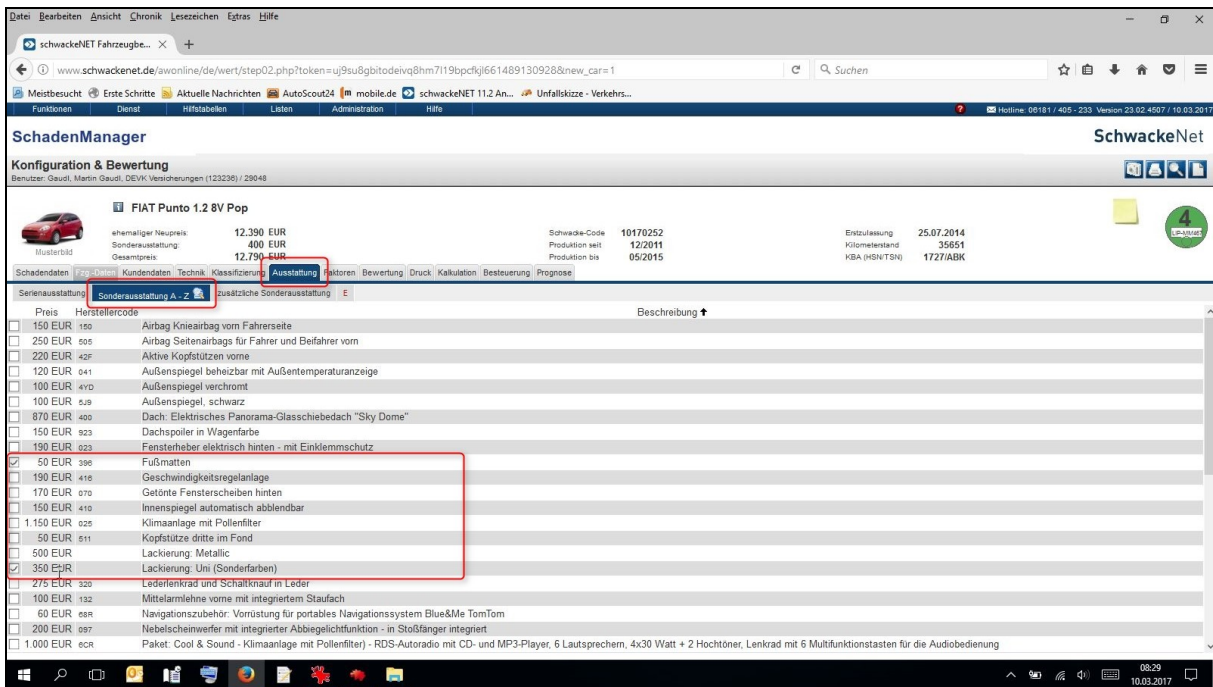 Datei Bearbeiten Ansicht Chronik Lesezeichen Extras Hilfe
schwackeNET Fahrzeugbe... × +
www.schwackenet.de/awonline/de/wert/step02.php?token=uj9su8gbitodeivq8hm7l19bpcfkjl661489130928&new_car=1 Suchen
Meistbesucht Erste Schritte Aktuelle Nachrichten AutoScout24 mobile.de schwackeNET 11.2 An... Unfallskizze - Verkehrs...
Funktionen Dienst Hilfstabellen Listen Administration Hilfe ? Hotline: 06181 / 405 - 233 Version 23.02.4507 / 10.03.2017
SchadenManager SchwackeNet
Konfiguration & Bewertung
Benutzer: Gaudl, Martin Gaudl, DEVK Versicherungen (123236) / 29048
FIAT Punto 1.2 8V Pop
ehemaliger Neupreis: 12.390 EUR Schwacke-Code 10170252 Erstzulassung 25.07.2014
Sonderausstattung: 400 EUR Produktion seit 12/2011 Kilometerstand 35651
Gesamtpreis: 12.790 EUR Produktion bis 05/2015 KBA (HSN/TSN) 1727/ABK
Musterbild
4
Schadendaten Fzg.-Daten Kundendaten Technik Klassifizierung Ausstattung Faktoren Bewertung Druck Kalkulation Besteuerung Prognose
Serienausstattung Sonderausstattung A - Z zusätzliche Sonderausstattung E
Preis Herstellercode Beschreibung
150 EUR 150 Airbag Knieairbag vorn Fahrerseite
250 EUR 505 Airbag Seitenairbags für Fahrer und Beifahrer vorn
220 EUR 42F Aktive Kopfstützen vorne
120 EUR 041 Außenspiegel beheizbar mit Außentemperaturanzeige
100 EUR 4YD Außenspiegel verchromt
100 EUR 5J9 Außenspiegel, schwarz
870 EUR 400 Dach: Elektrisches Panorama-Glasschiebedach "Sky Dome"
150 EUR 923 Dachspoiler in Wagenfarbe
190 EUR 023 Fensterheber elektrisch hinten - mit Einklemmschutz
50 EUR 396 Fußmatten
190 EUR 416 Geschwindigkeitsregelanlage
170 EUR 070 Getönte Fensterscheiben hinten
150 EUR 410 Innenspiegel automatisch abblendbar
1.150 EUR 025 Klimaanlage mit Pollenfilter
50 EUR 511 Kopfstütze dritte im Fond
500 EUR Lackierung: Metallic
350 EUR Lackierung: Uni (Sonderfarben)
275 EUR 320 Lederlenkrad und Schaltknauf in Leder
100 EUR 132 Mittelarmlehne vorne mit integriertem Staufach
60 EUR 68R Navigationszubehör: Vorrüstung für portables Navigationssystem Blue&Me TomTom
200 EUR 097 Nebelscheinwerfer mit integrierter Abbiegelichtfunktion - in Stoßfänger integriert
1.000 EUR 6CR Paket: Cool & Sound - Klimaanlage mit Pollenfilter) - RDS-Autoradio mit CD- und MP3-Player, 6 Lautsprechern, 4x30 Watt + 2 Hochtöner, Lenkrad mit 6 Multifunktionstasten für die Audiobedienung
08:29
10.03.2017